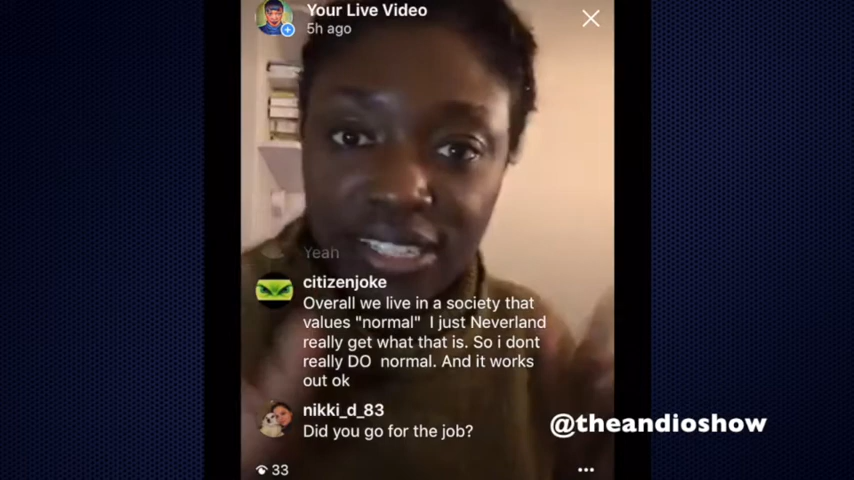 Your Live Video
5h ago
Yeah
citizenjoke
Overall we live in a society that
values "normal" I just Neverland
really get what that is. So i dont
really DO normal. And it works
out ok
nikki_d_83
Did you go for the job?
@theandioshow
33